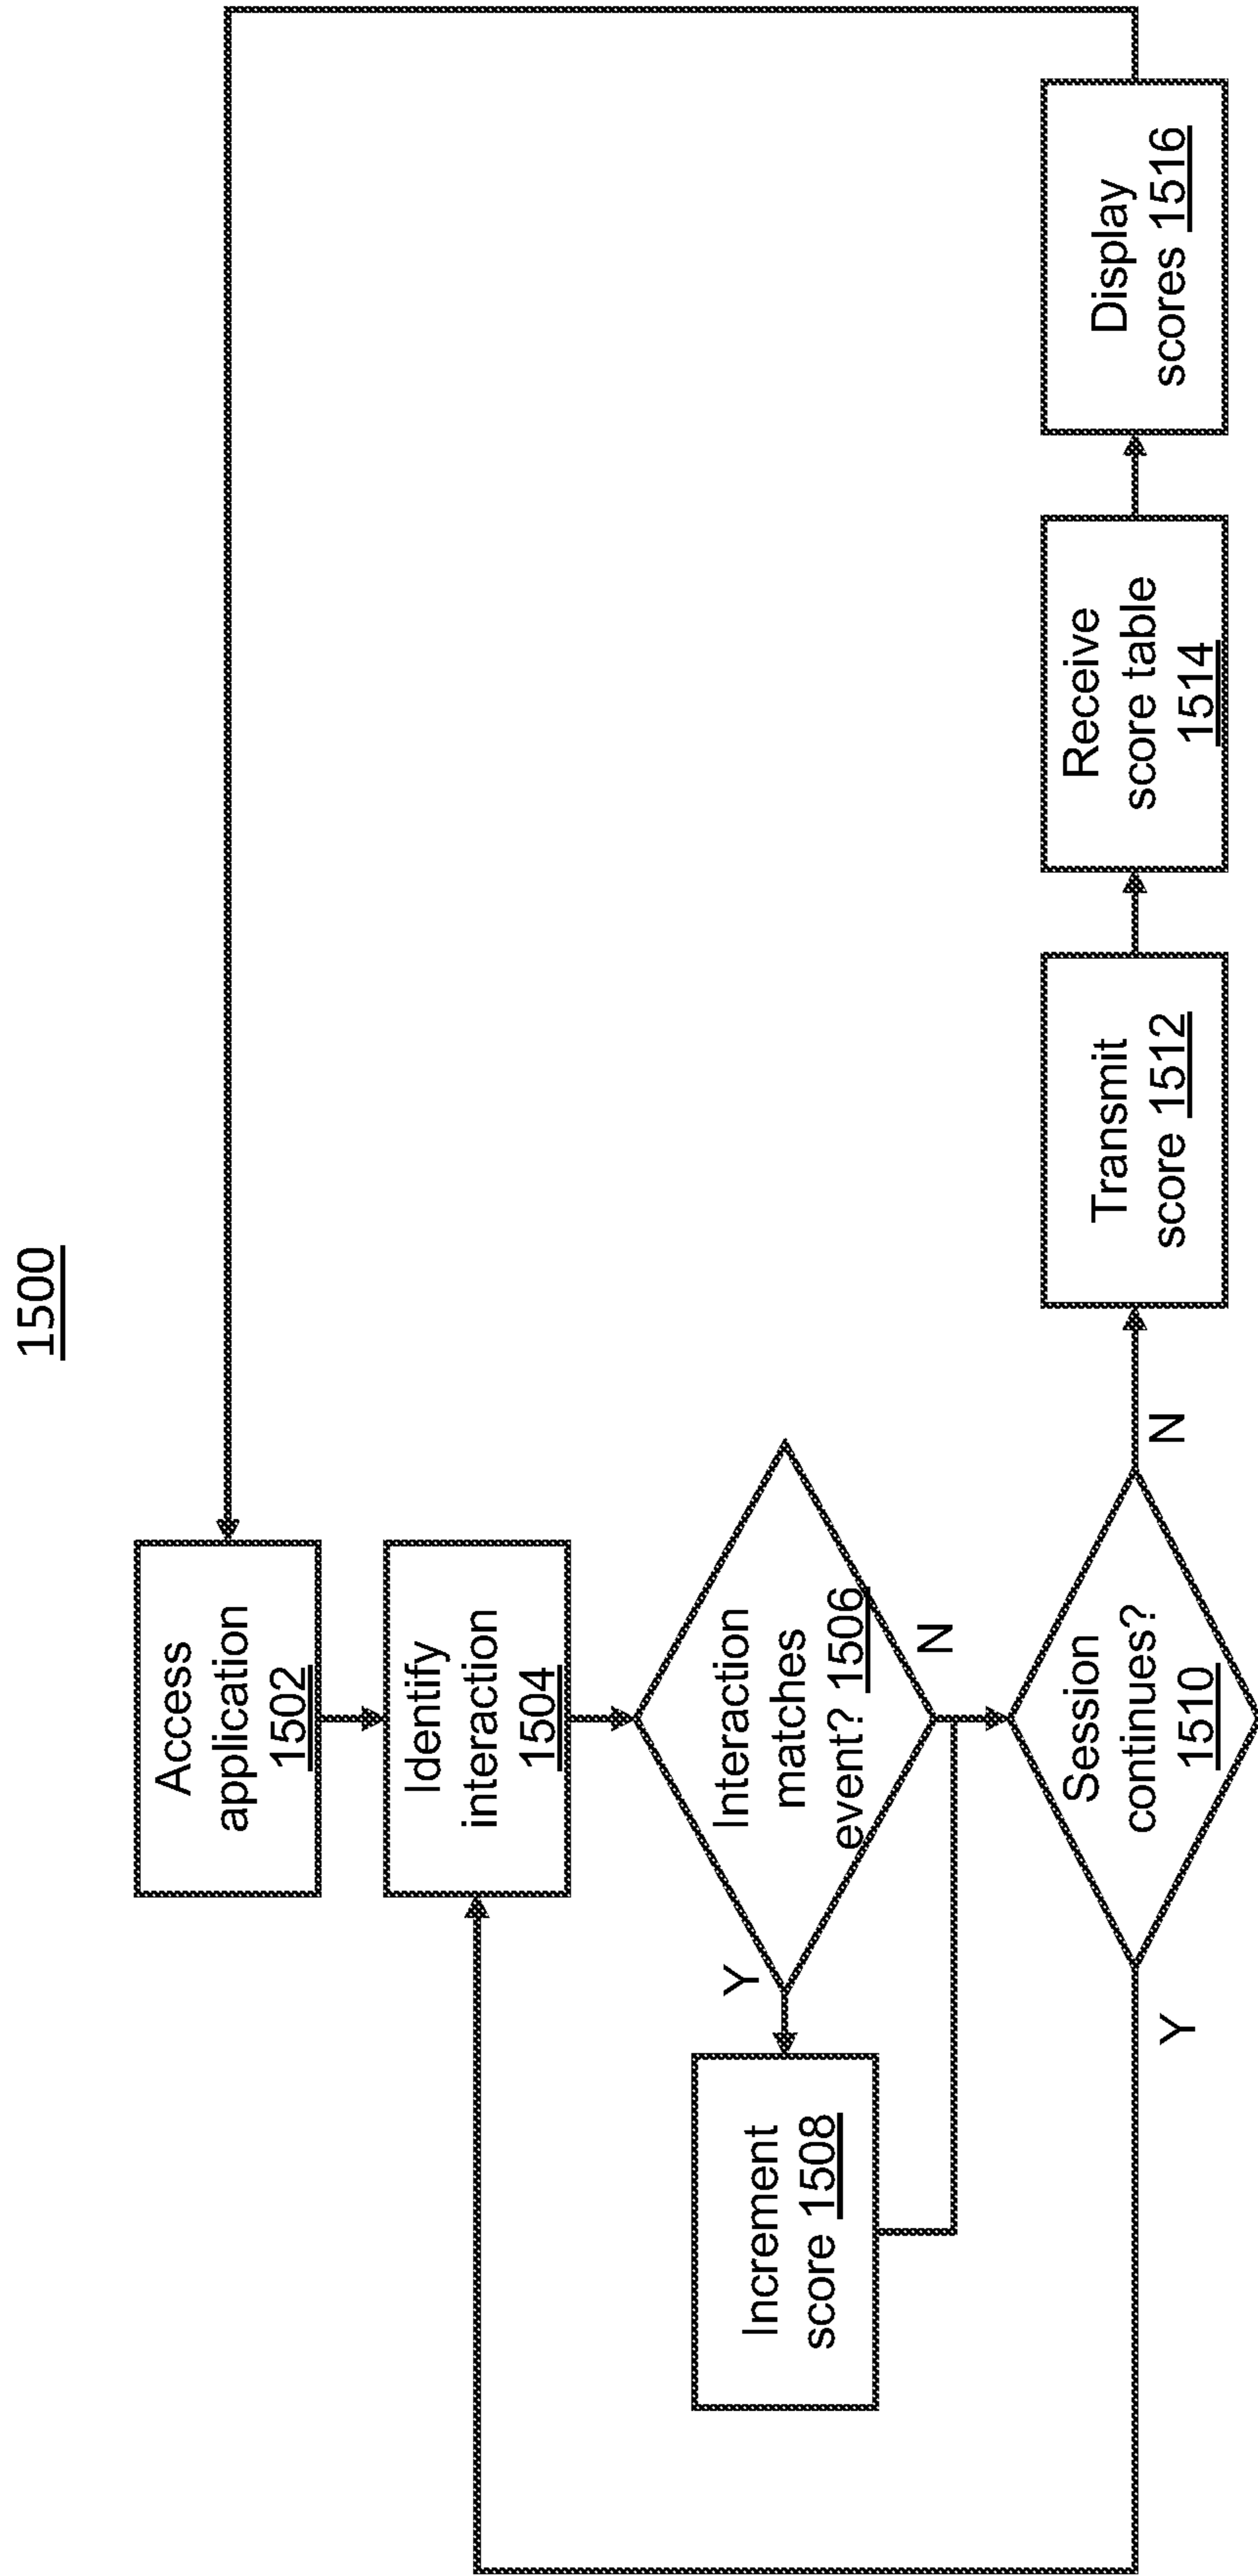 1500
Access
application
1502
Identify
interaction
1504
Interaction
matches
event? 1506
Y
N
Increment
score 1508
Session
continues?
1510
Y
N
Transmit
score 1512
Receive
score table
1514
Display
scores 1516